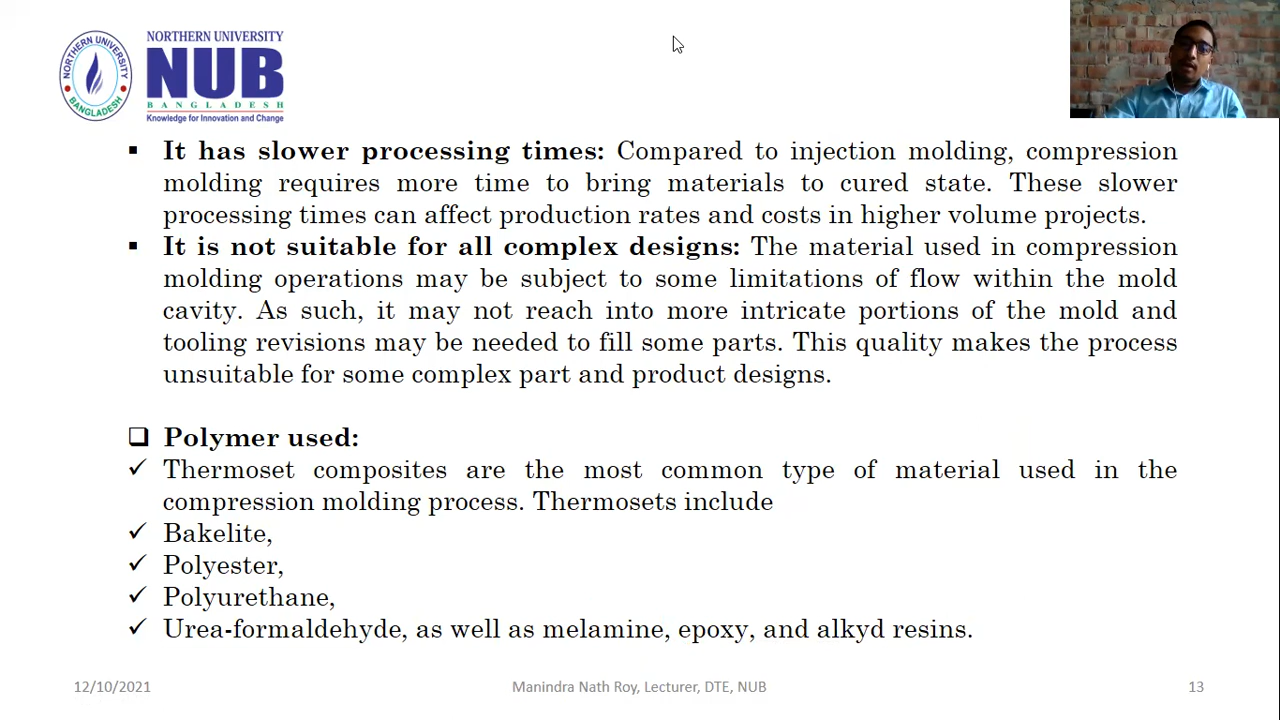 NORTHERN UNIVERSITY
BANGLADESH
NORTHERN UNIVERSITY
NUB
BANGLADESH
Knowledge for Innovation and Change
▪ It has slower processing times: Compared to injection molding, compression
molding requires more time to bring materials to cured state. These slower
processing times can affect production rates and costs in higher volume projects.
▪ It is not suitable for all complex designs: The material used in compression
molding operations may be subject to some limitations of flow within the mold
cavity. As such, it may not reach into more intricate portions of the mold and
tooling revisions may be needed to fill some parts. This quality makes the process
unsuitable for some complex part and product designs.
❑ Polymer used:
✓ Thermoset composites are the most common type of material used in the
compression molding process. Thermosets include
✓ Bakelite,
✓ Polyester,
✓ Polyurethane,
✓ Urea-formaldehyde, as well as melamine, epoxy, and alkyd resins.
12/10/2021
Manindra Nath Roy, Lecturer, DTE, NUB
13